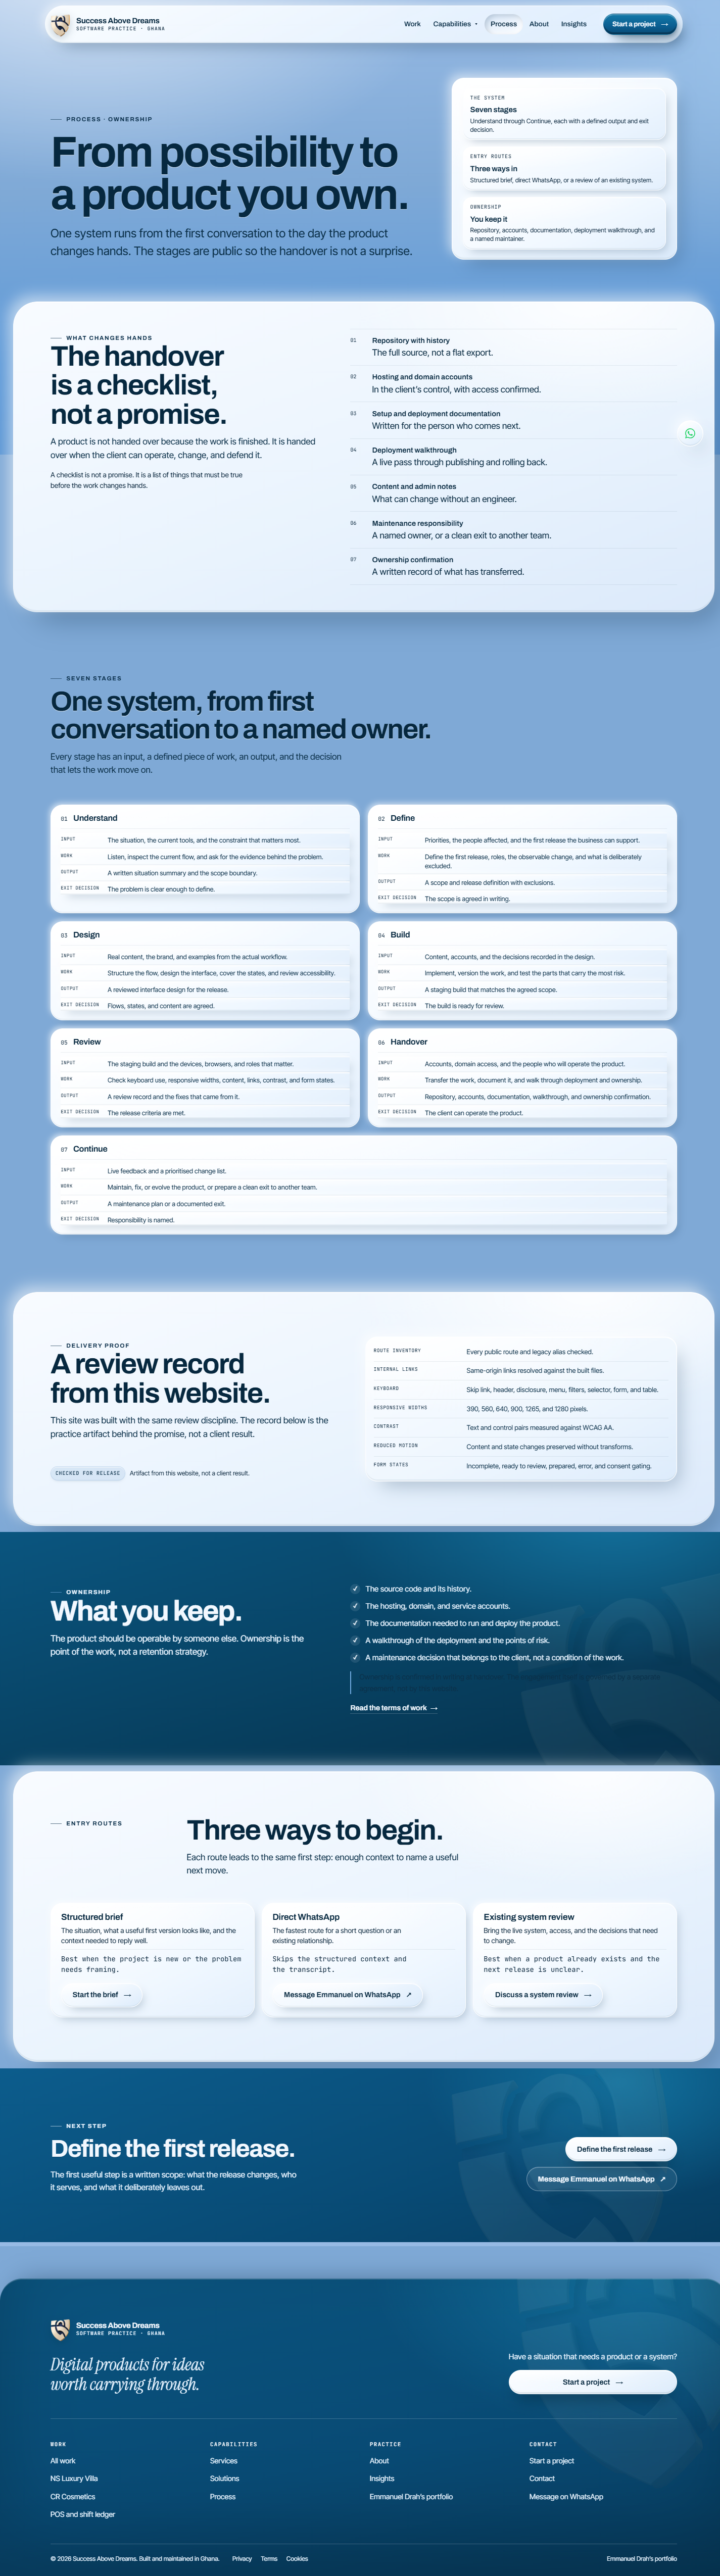 Success Above Dreams
SOFTWARE PRACTICE · GHANA
Work
Capabilities
Process
About
Insights
Start a project →
PROCESS · OWNERSHIP
From possibility to
a product you own.
One system runs from the first conversation to the day the product
changes hands. The stages are public so the handover is not a surprise.
THE SYSTEM
Seven stages
Understand through Continue, each with a defined output and exit
decision.
ENTRY ROUTES
Three ways in
Structured brief, direct WhatsApp, or a review of an existing system.
OWNERSHIP
You keep it
Repository, accounts, documentation, deployment walkthrough, and
a named maintainer.
WHAT CHANGES HANDS
The handover
is a checklist,
not a promise.
A product is not handed over because the work is finished. It is handed
over when the client can operate, change, and defend it.
A checklist is not a promise. It is a list of things that must be true
before the work changes hands.
01 Repository with history
The full source, not a flat export.
02 Hosting and domain accounts
In the client's control, with access confirmed.
03 Setup and deployment documentation
Written for the person who comes next.
04 Deployment walkthrough
A live pass through publishing and rolling back.
05 Content and admin notes
What can change without an engineer.
06 Maintenance responsibility
A named owner, or a clean exit to another team.
07 Ownership confirmation
A written record of what has transferred.
SEVEN STAGES
One system, from first
conversation to a named owner.
Every stage has an input, a defined piece of work, an output, and the decision
that lets the work move on.
01 Understand
INPUT The situation, the current tools, and the constraint that matters most.
WORK Listen, inspect the current flow, and ask for the evidence behind the problem.
OUTPUT A written situation summary and the scope boundary.
EXIT DECISION The problem is clear enough to define.
02 Define
INPUT Priorities, the people affected, and the first release the business can support.
WORK Define the first release, roles, the observable change, and what is deliberately
excluded.
OUTPUT A scope and release definition with exclusions.
EXIT DECISION The scope is agreed in writing.
03 Design
INPUT Real content, the brand, and examples from the actual workflow.
WORK Structure the flow, design the interface, cover the states, and review accessibility.
OUTPUT A reviewed interface design for the release.
EXIT DECISION Flows, states, and content are agreed.
04 Build
INPUT Content, accounts, and the decisions recorded in the design.
WORK Implement, version the work, and test the parts that carry the most risk.
OUTPUT A staging build that matches the agreed scope.
EXIT DECISION The build is ready for review.
05 Review
INPUT The staging build and the devices, browsers, and roles that matter.
WORK Check keyboard use, responsive widths, content, links, contrast, and form states.
OUTPUT A review record and the fixes that came from it.
EXIT DECISION The release criteria are met.
06 Handover
INPUT Accounts, domain access, and the people who will operate the product.
WORK Transfer the work, document it, and walk through deployment and ownership.
OUTPUT Repository, accounts, documentation, walkthrough, and ownership confirmation.
EXIT DECISION The client can operate the product.
07 Continue
INPUT Live feedback and a prioritised change list.
WORK Maintain, fix, or evolve the product, or prepare a clean exit to another team.
OUTPUT A maintenance plan or a documented exit.
EXIT DECISION Responsibility is named.
DELIVERY PROOF
A review record
from this website.
This site was built with the same review discipline. The record below is the
practice artifact behind the promise, not a client result.
CHECKED FOR RELEASE Artifact from this website, not a client result.
ROUTE INVENTORY Every public route and legacy alias checked.
INTERNAL LINKS Same-origin links resolved against the built files.
KEYBOARD Skip link, header, disclosure, menu, filters, selector, form, and table.
RESPONSIVE WIDTHS 390, 560, 640, 900, 1265, and 1280 pixels.
CONTRAST Text and control pairs measured against WCAG AA.
REDUCED MOTION Content and state changes preserved without transforms.
FORM STATES Incomplete, ready to review, prepared, error, and consent gating.
OWNERSHIP
What you keep.
The product should be operable by someone else. Ownership is the
point of the work, not a retention strategy.
✓ The source code and its history.
✓ The hosting, domain, and service accounts.
✓ The documentation needed to run and deploy the product.
✓ A walkthrough of the deployment and the points of risk.
✓ A maintenance decision that belongs to the client, not a condition of the work.
Read the terms of work →
ENTRY ROUTES
Three ways to begin.
Each route leads to the same first step: enough context to name a useful
next move.
Structured brief
The situation, what a useful first version looks like, and the
context needed to reply well.
Best when the project is new or the problem
needs framing.
Start the brief →
Direct WhatsApp
The fastest route for a short question or an
existing relationship.
Skips the structured context and
the transcript.
Message Emmanuel on WhatsApp ↗
Existing system review
Bring the live system, access, and the decisions that need
to change.
Best when a product already exists and the
next release is unclear.
Discuss a system review →
NEXT STEP
Define the first release.
The first useful step is a written scope: what the release changes, who
it serves, and what it deliberately leaves out.
Define the first release →
Message Emmanuel on WhatsApp ↗
Success Above Dreams
SOFTWARE PRACTICE · GHANA
Digital products for ideas
worth carrying through.
Have a situation that needs a product or a system?
Start a project →
WORK
All work
NS Luxury Villa
CR Cosmetics
POS and shift ledger
CAPABILITIES
Services
Solutions
Process
PRACTICE
About
Insights
Emmanuel Drah's portfolio
CONTACT
Start a project
Contact
Message on WhatsApp
© 2026 Success Above Dreams. Built and maintained in Ghana.
Privacy
Terms
Cookies
Emmanuel Drah's portfolio